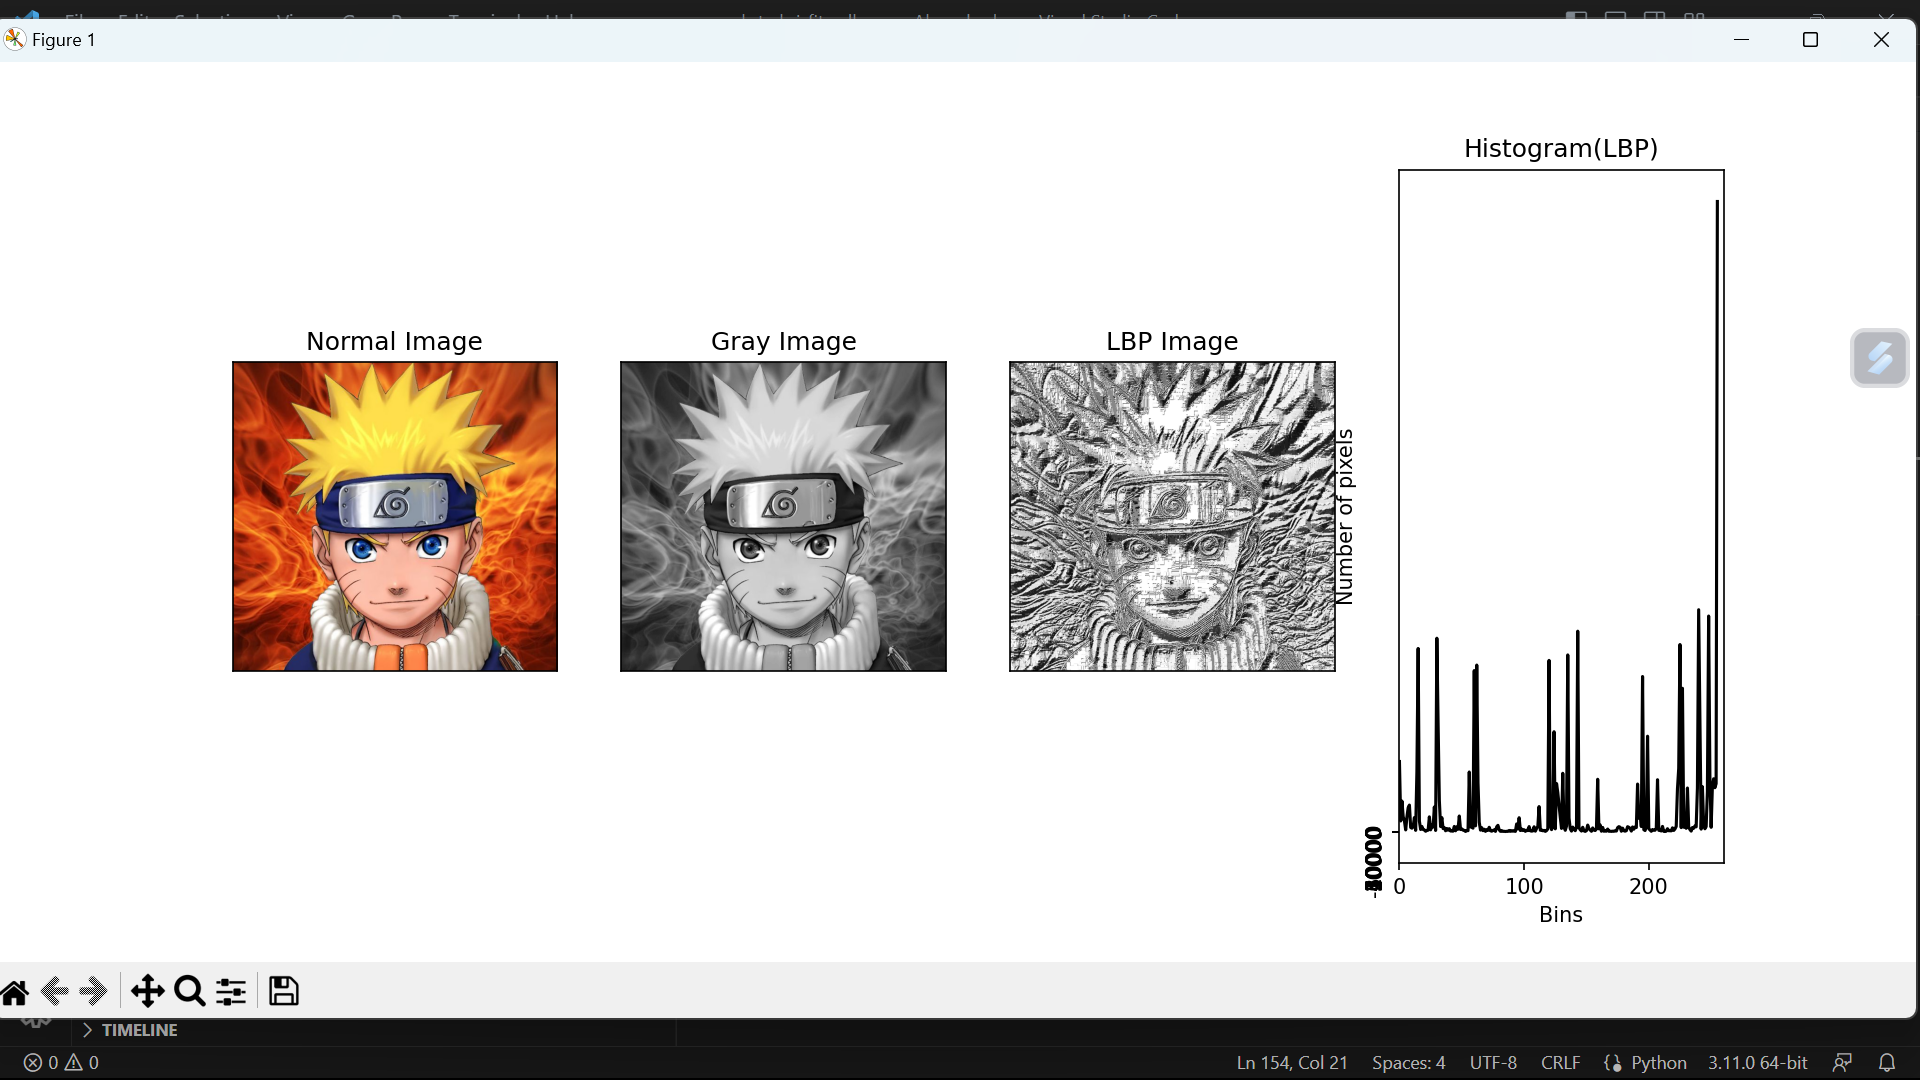 Figure 1
Histogram(LBP)
Normal Image
Gray Image
LBP Image
Number of pixels
0 100 200
Bins
TIMELINE
0 0
Ln 154, Col 21 Spaces: 4 UTF-8 CRLF Python 3.11.0 64-bit